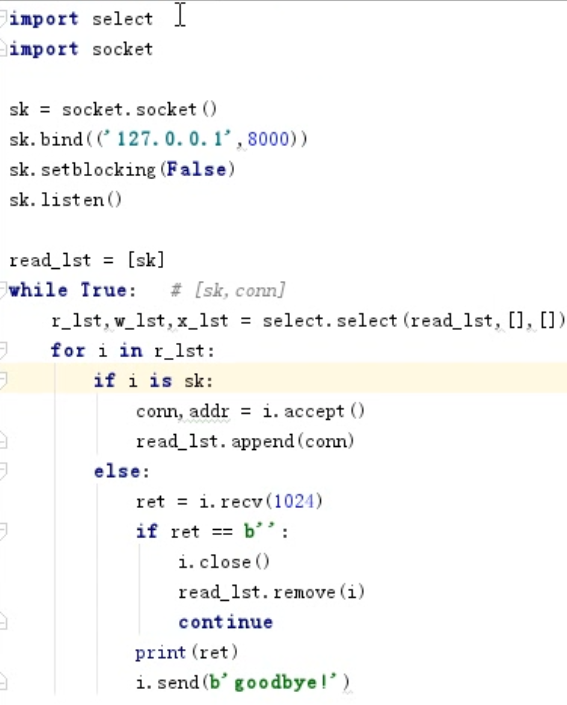 import select
import socket
sk = socket.socket()
sk.bind(('127.0.0.1',8000))
sk.setblocking(False)
sk.listen()
read_lst = [sk]
while True:   # [sk,conn]
    r_lst,w_lst,x_lst = select.select(read_lst,[],[])
    for i in r_lst:
        if i is sk:
            conn,addr = i.accept()
            read_lst.append(conn)
        else:
            ret = i.recv(1024)
            if ret == b'':
                i.close()
                read_lst.remove(i)
                continue
            print(ret)
            i.send(b'goodbye!')